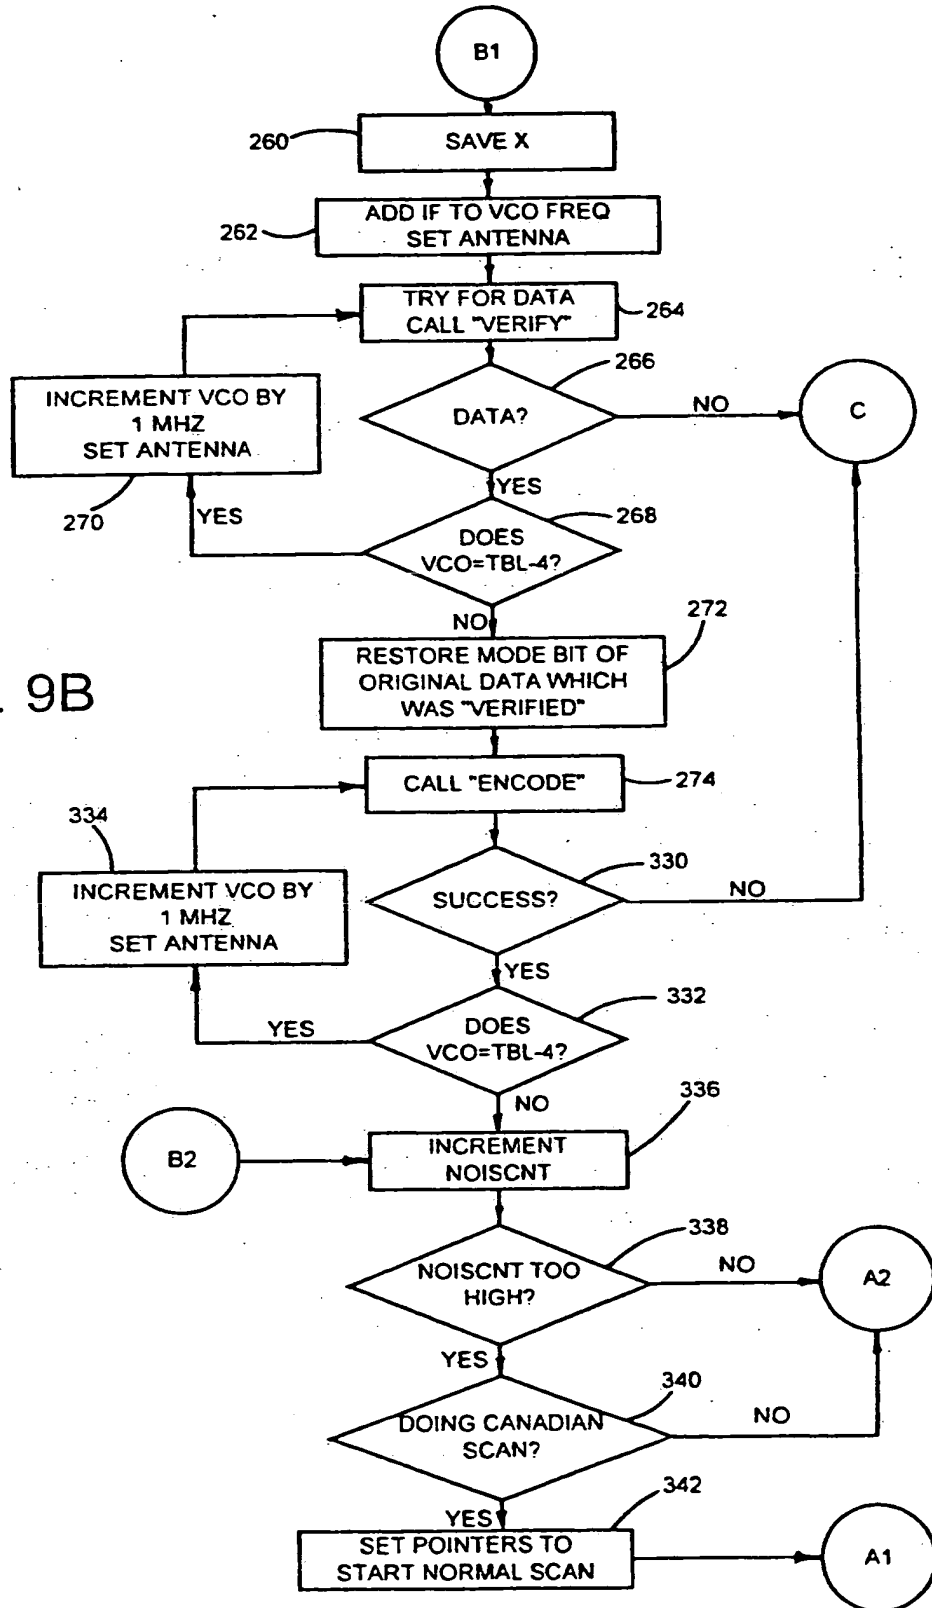 B1
260
SAVE X
262
ADD IF TO VCO FREQ
SET ANTENNA
TRY FOR DATA
CALL "VERIFY"
264
266
INCREMENT VCO BY
1 MHZ
SET ANTENNA
DATA?
NO
C
YES
270
YES
268
DOES
VCO=TBL-4?
NO
272
RESTORE MODE BIT OF
ORIGINAL DATA WHICH
WAS "VERIFIED"
. 9B
CALL "ENCODE"
274
334
330
INCREMENT VCO BY
1 MHZ
SET ANTENNA
SUCCESS?
NO
YES
332
YES
DOES
VCO=TBL-4?
NO
336
B2
INCREMENT
NOISCNT
338
NOISCNT TOO
HIGH?
NO
A2
YES
340
DOING CANADIAN
SCAN?
NO
YES
342
SET POINTERS TO
START NORMAL SCAN
A1